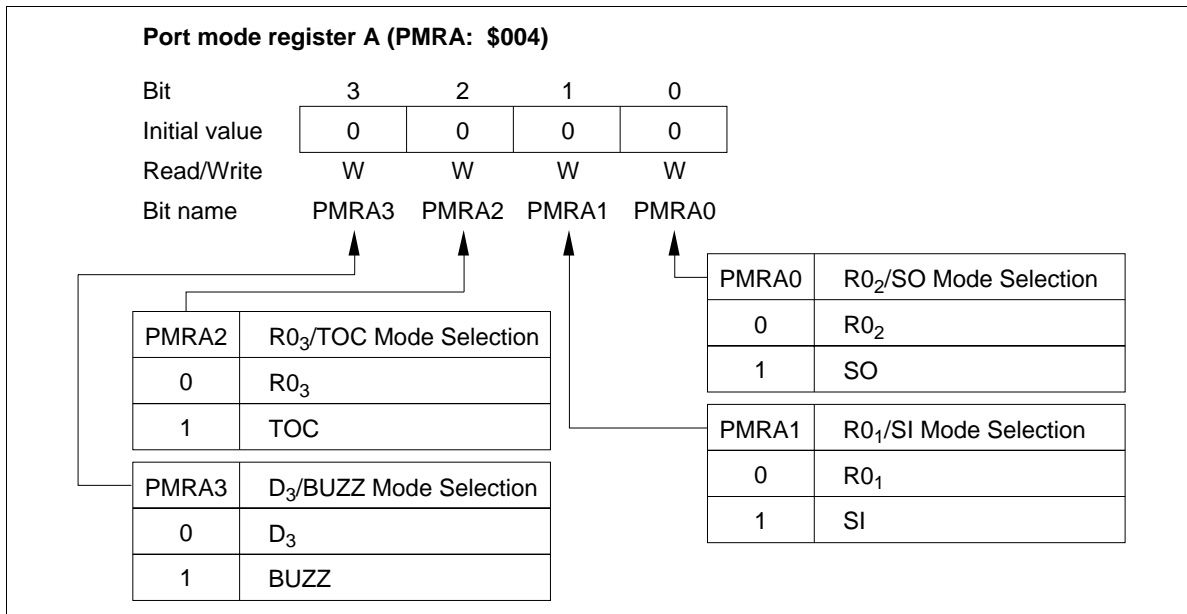 Port mode register A (PMRA: $004)
Bit 3 2 1 0
Initial value 0 0 0 0
Read/Write W W W W
Bit name PMRA3 PMRA2 PMRA1 PMRA0
PMRA0 R0₂/SO Mode Selection
0 R0₂
1 SO
PMRA2 R0₃/TOC Mode Selection
0 R0₃
1 TOC
PMRA1 R0₁/SI Mode Selection
0 R0₁
1 SI
PMRA3 D₃/BUZZ Mode Selection
0 D₃
1 BUZZ